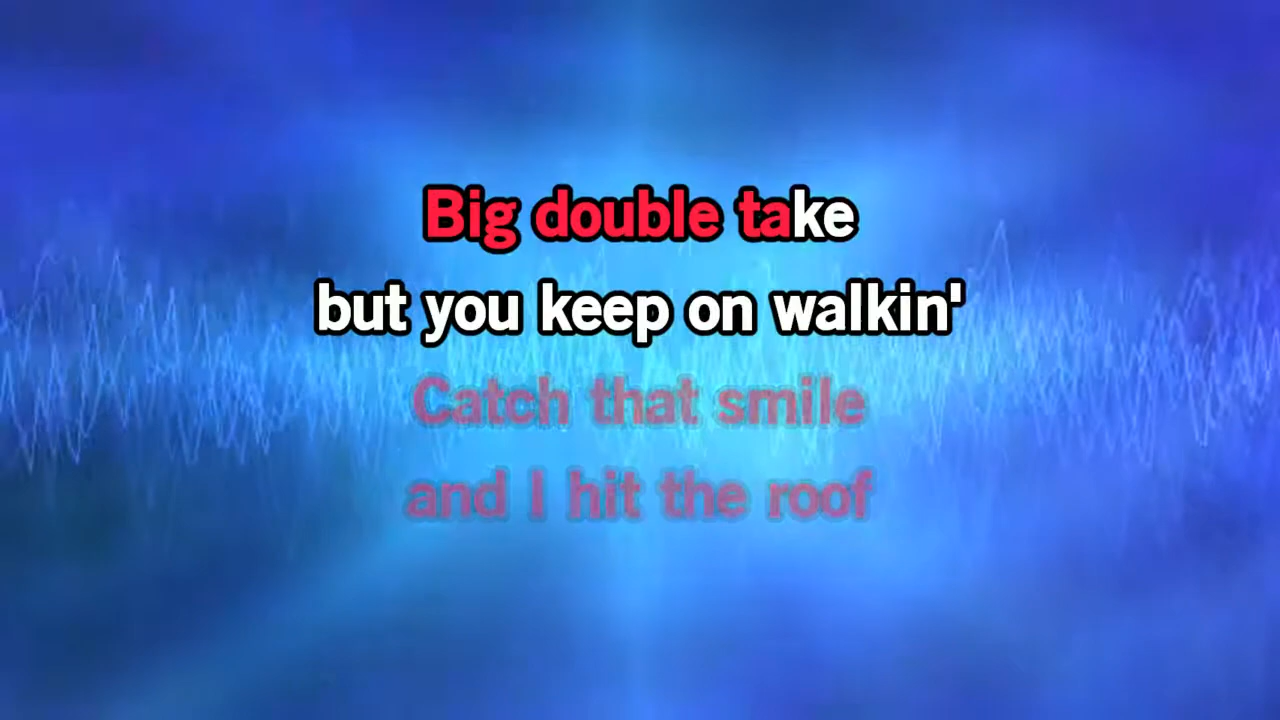 Big double take
but you keep on walkin'
Catch that smile
and I hit the roof